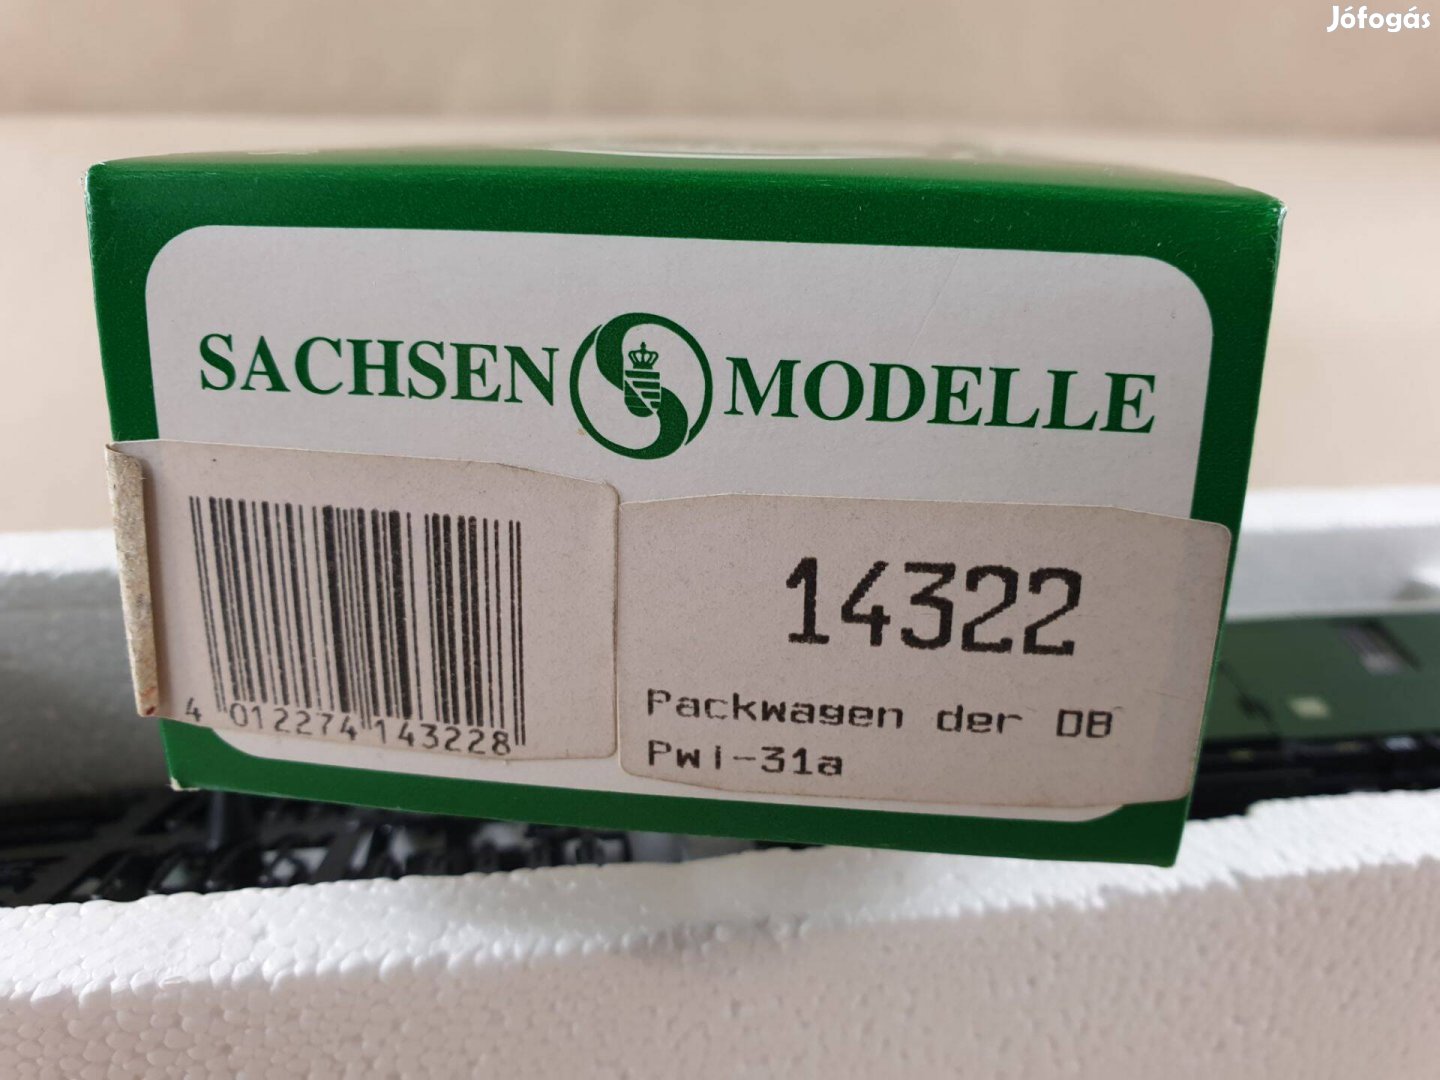 Jófogás
SACHSEN MODELLE
14322
Packwagen der DB
Pwi-31a
4 012274 143228